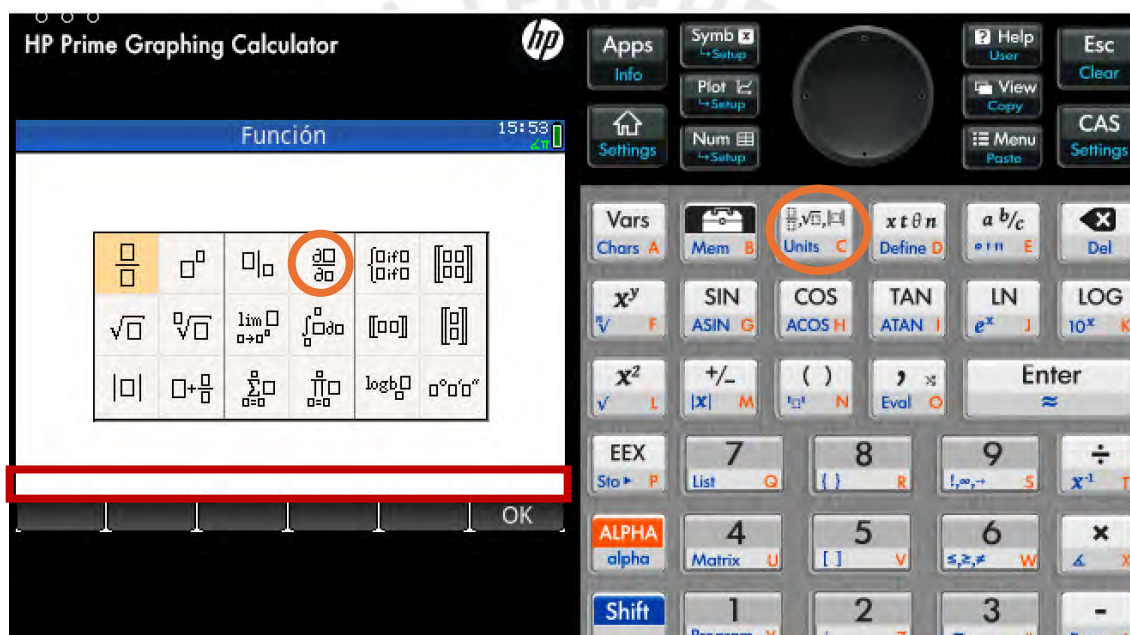 HP Prime Graphing Calculator
hp
Función
15:53
∡π
√□
lim
logb□
OK
Apps
Info
Symb
↪Setup
Plot
↪Setup
Num
↪Setup
Settings
? Help
User
View
Copy
Menu
Paste
Esc
Clear
CAS
Settings
Vars
Chars A
Mem B
Units C
x t θ n
Define D
a b/c
E
Del
xʸ
F
SIN
ASIN G
COS
ACOS H
TAN
ATAN I
LN
eˣ J
LOG
10ˣ K
x²
√ L
+/-
|x| M
( )
N
,
Eval O
Enter
≈
EEX
Sto ▸ P
7
List Q
8
{ } R
9
!,∞,→ S
÷
x⁻¹ T
ALPHA
alpha
4
Matrix U
5
[ ] V
6
≤,≥,≠ W
×
∡ X
Shift
1
2
3
-